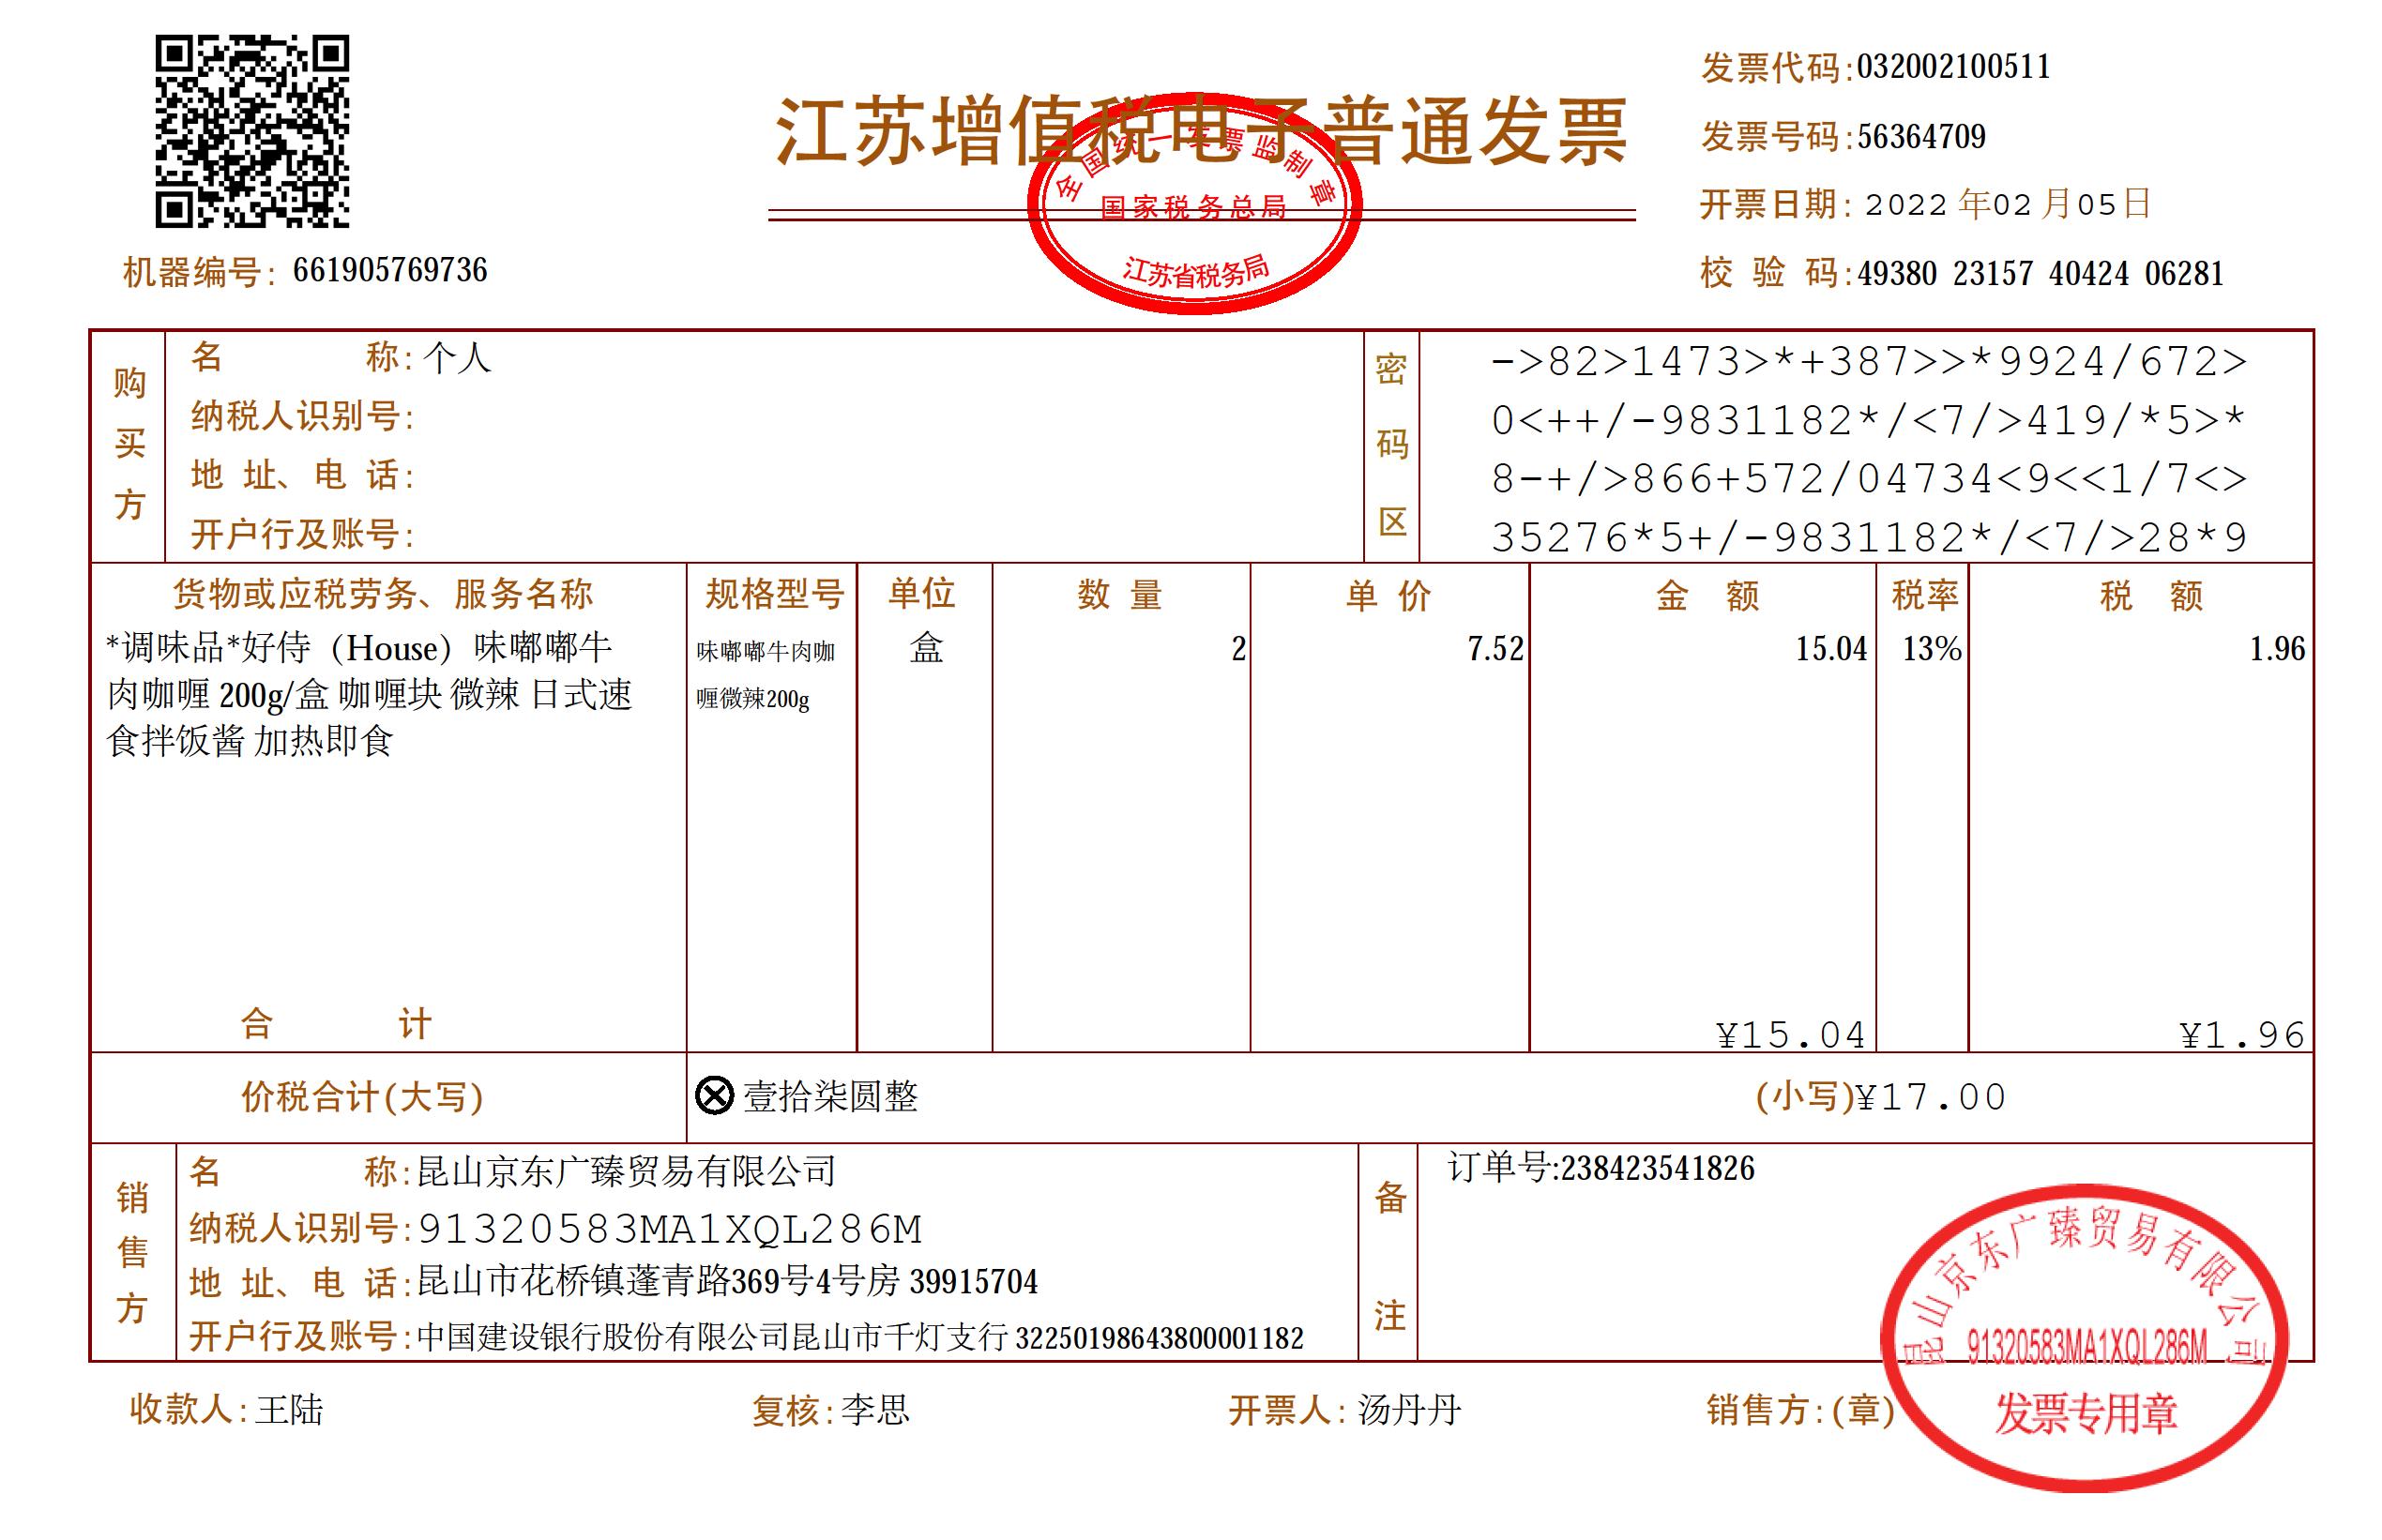 江苏增值税电子普通发票
全国统一发票监制章
国家税务总局
江苏省税务局
发票代码:032002100511
发票号码:56364709
开票日期: 2022 年02 月05日
校 验 码:49380 23157 40424 06281
机器编号: 661905769736
购买方
名 称: 个人
纳税人识别号:
地 址、电 话:
开户行及账号:
密码区
->82>1473>*+387>>*9924/672>
0<++/-9831182*/<7/>419/*5>*
8-+/>866+572/04734<9<<1/7<>
35276*5+/-9831182*/<7/>28*9
货物或应税劳务、服务名称 规格型号 单位 数 量 单 价 金 额 税率 税 额
*调味品*好侍（House）味嘟嘟牛 味嘟嘟牛肉咖 盒 2 7.52 15.04 13% 1.96
肉咖喱 200g/盒 咖喱块 微辣 日式速 喱微辣200g
食拌饭酱 加热即食
合 计 ¥15.04 ¥1.96
价税合计(大写) ⊗ 壹拾柒圆整 (小写)¥17.00
销售方
名 称:昆山京东广臻贸易有限公司
纳税人识别号:91320583MA1XQL286M
地 址、电 话:昆山市花桥镇蓬青路369号4号房 39915704
开户行及账号:中国建设银行股份有限公司昆山市千灯支行 32250198643800001182
备注
订单号:238423541826
收款人:王陆 复核:李思 开票人: 汤丹丹 销售方:(章)
昆山京东广臻贸易有限公司
91320583MA1XQL286M
发票专用章